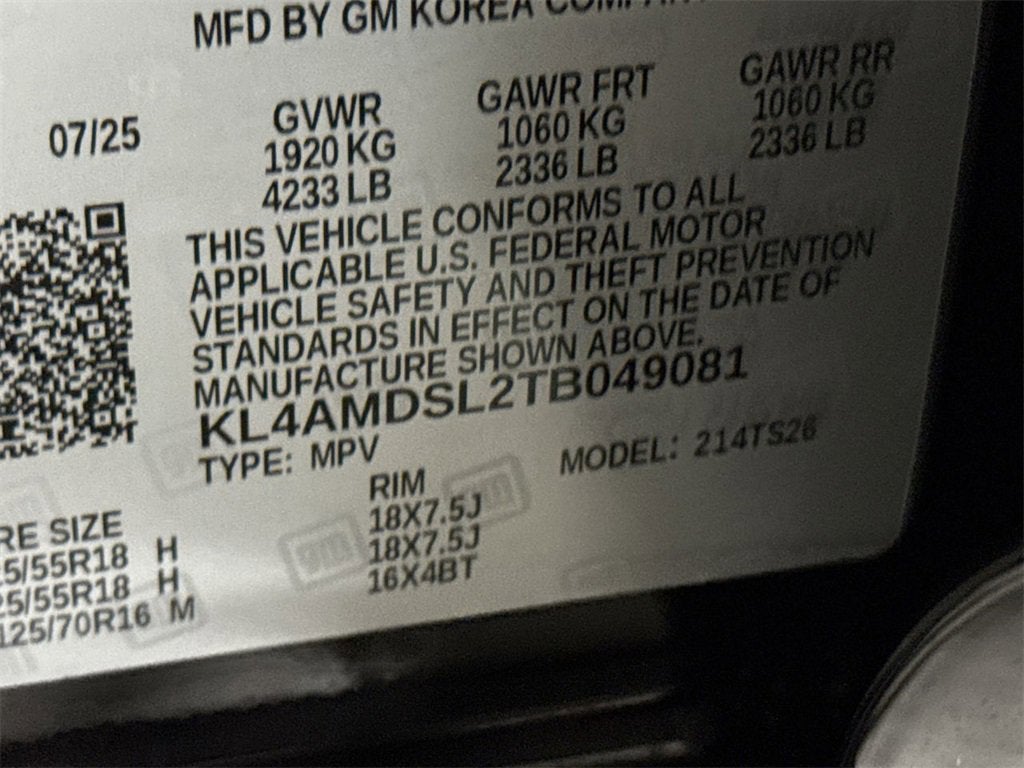 MFD BY GM KOREA COMPANY
07/25
GVWR GAWR FRT GAWR RR
1920 KG 1060 KG 1060 KG
4233 LB 2336 LB 2336 LB
THIS VEHICLE CONFORMS TO ALL
APPLICABLE U.S. FEDERAL MOTOR
VEHICLE SAFETY AND THEFT PREVENTION
STANDARDS IN EFFECT ON THE DATE OF
MANUFACTURE SHOWN ABOVE.
KL4AMDSL2TB049081
TYPE: MPV MODEL: 214TS26
RE SIZE RIM
5/55R18 H 18X7.5J
25/55R18 H 18X7.5J
125/70R16 M 16X4BT